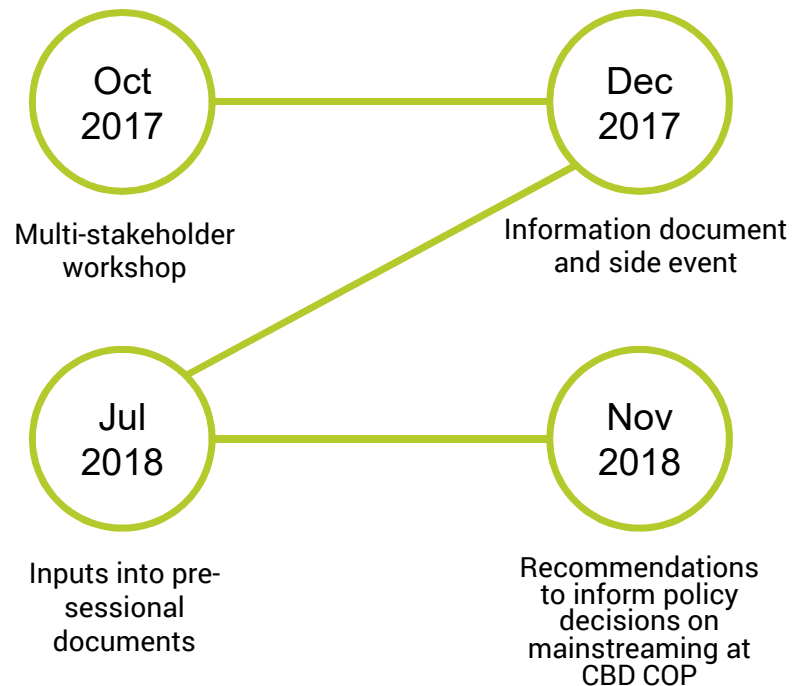 Oct
2017
Multi-stakeholder
workshop
Dec
2017
Information document
and side event
Jul
2018
Inputs into pre-
sessional
documents
Nov
2018
Recommendations
to inform policy
decisions on
mainstreaming at
CBD COP